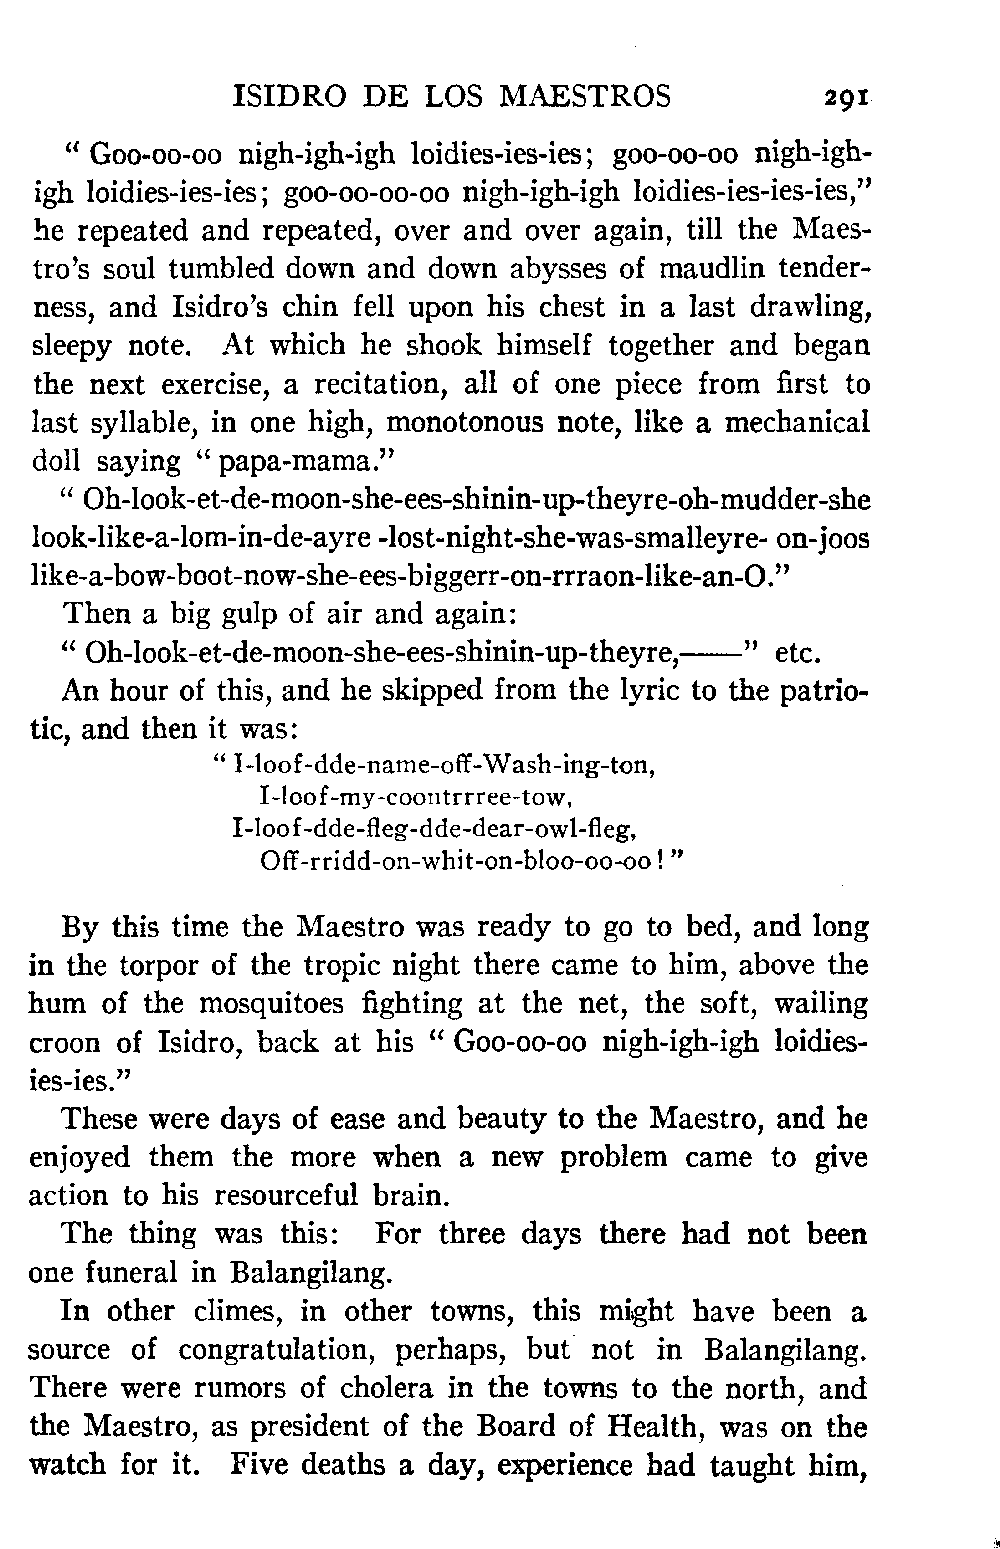 ISIDRO DE LOS MAESTROS 291
“ Goo-oo-oo nigh-igh-igh loidies-ies-ies; goo-oo-oo nigh-igh-
igh loidies-ies-ies; goo-oo-oo-oo nigh-igh-igh loidies-ies-ies-ies,”
he repeated and repeated, over and over again, till the Maes-
tro’s soul tumbled down and down abysses of maudlin tender-
ness, and Isidro’s chin fell upon his chest in a last drawling,
sleepy note. At which he shook himself together and began
the next exercise, a recitation, all of one piece from first to
last syllable, in one high, monotonous note, like a mechanical
doll saying “ papa-mama.”
“ Oh-look-et-de-moon-she-ees-shinin-up-theyre-oh-mudder-she
look-like-a-lom-in-de-ayre -lost-night-she-was-smalleyre- on-joos
like-a-bow-boot-now-she-ees-biggerr-on-rrraon-like-an-O.”
Then a big gulp of air and again:
“ Oh-look-et-de-moon-she-ees-shinin-up-theyre,——” etc.
An hour of this, and he skipped from the lyric to the patrio-
tic, and then it was:
“ I-loof-dde-name-off-Wash-ing-ton,
I-loof-my-coontrrree-tow,
I-loof-dde-fleg-dde-dear-owl-fleg,
Off-rridd-on-whit-on-bloo-oo-oo! ”
By this time the Maestro was ready to go to bed, and long
in the torpor of the tropic night there came to him, above the
hum of the mosquitoes fighting at the net, the soft, wailing
croon of Isidro, back at his “ Goo-oo-oo nigh-igh-igh loidies-
ies-ies.”
These were days of ease and beauty to the Maestro, and he
enjoyed them the more when a new problem came to give
action to his resourceful brain.
The thing was this: For three days there had not been
one funeral in Balangilang.
In other climes, in other towns, this might have been a
source of congratulation, perhaps, but not in Balangilang.
There were rumors of cholera in the towns to the north, and
the Maestro, as president of the Board of Health, was on the
watch for it. Five deaths a day, experience had taught him,